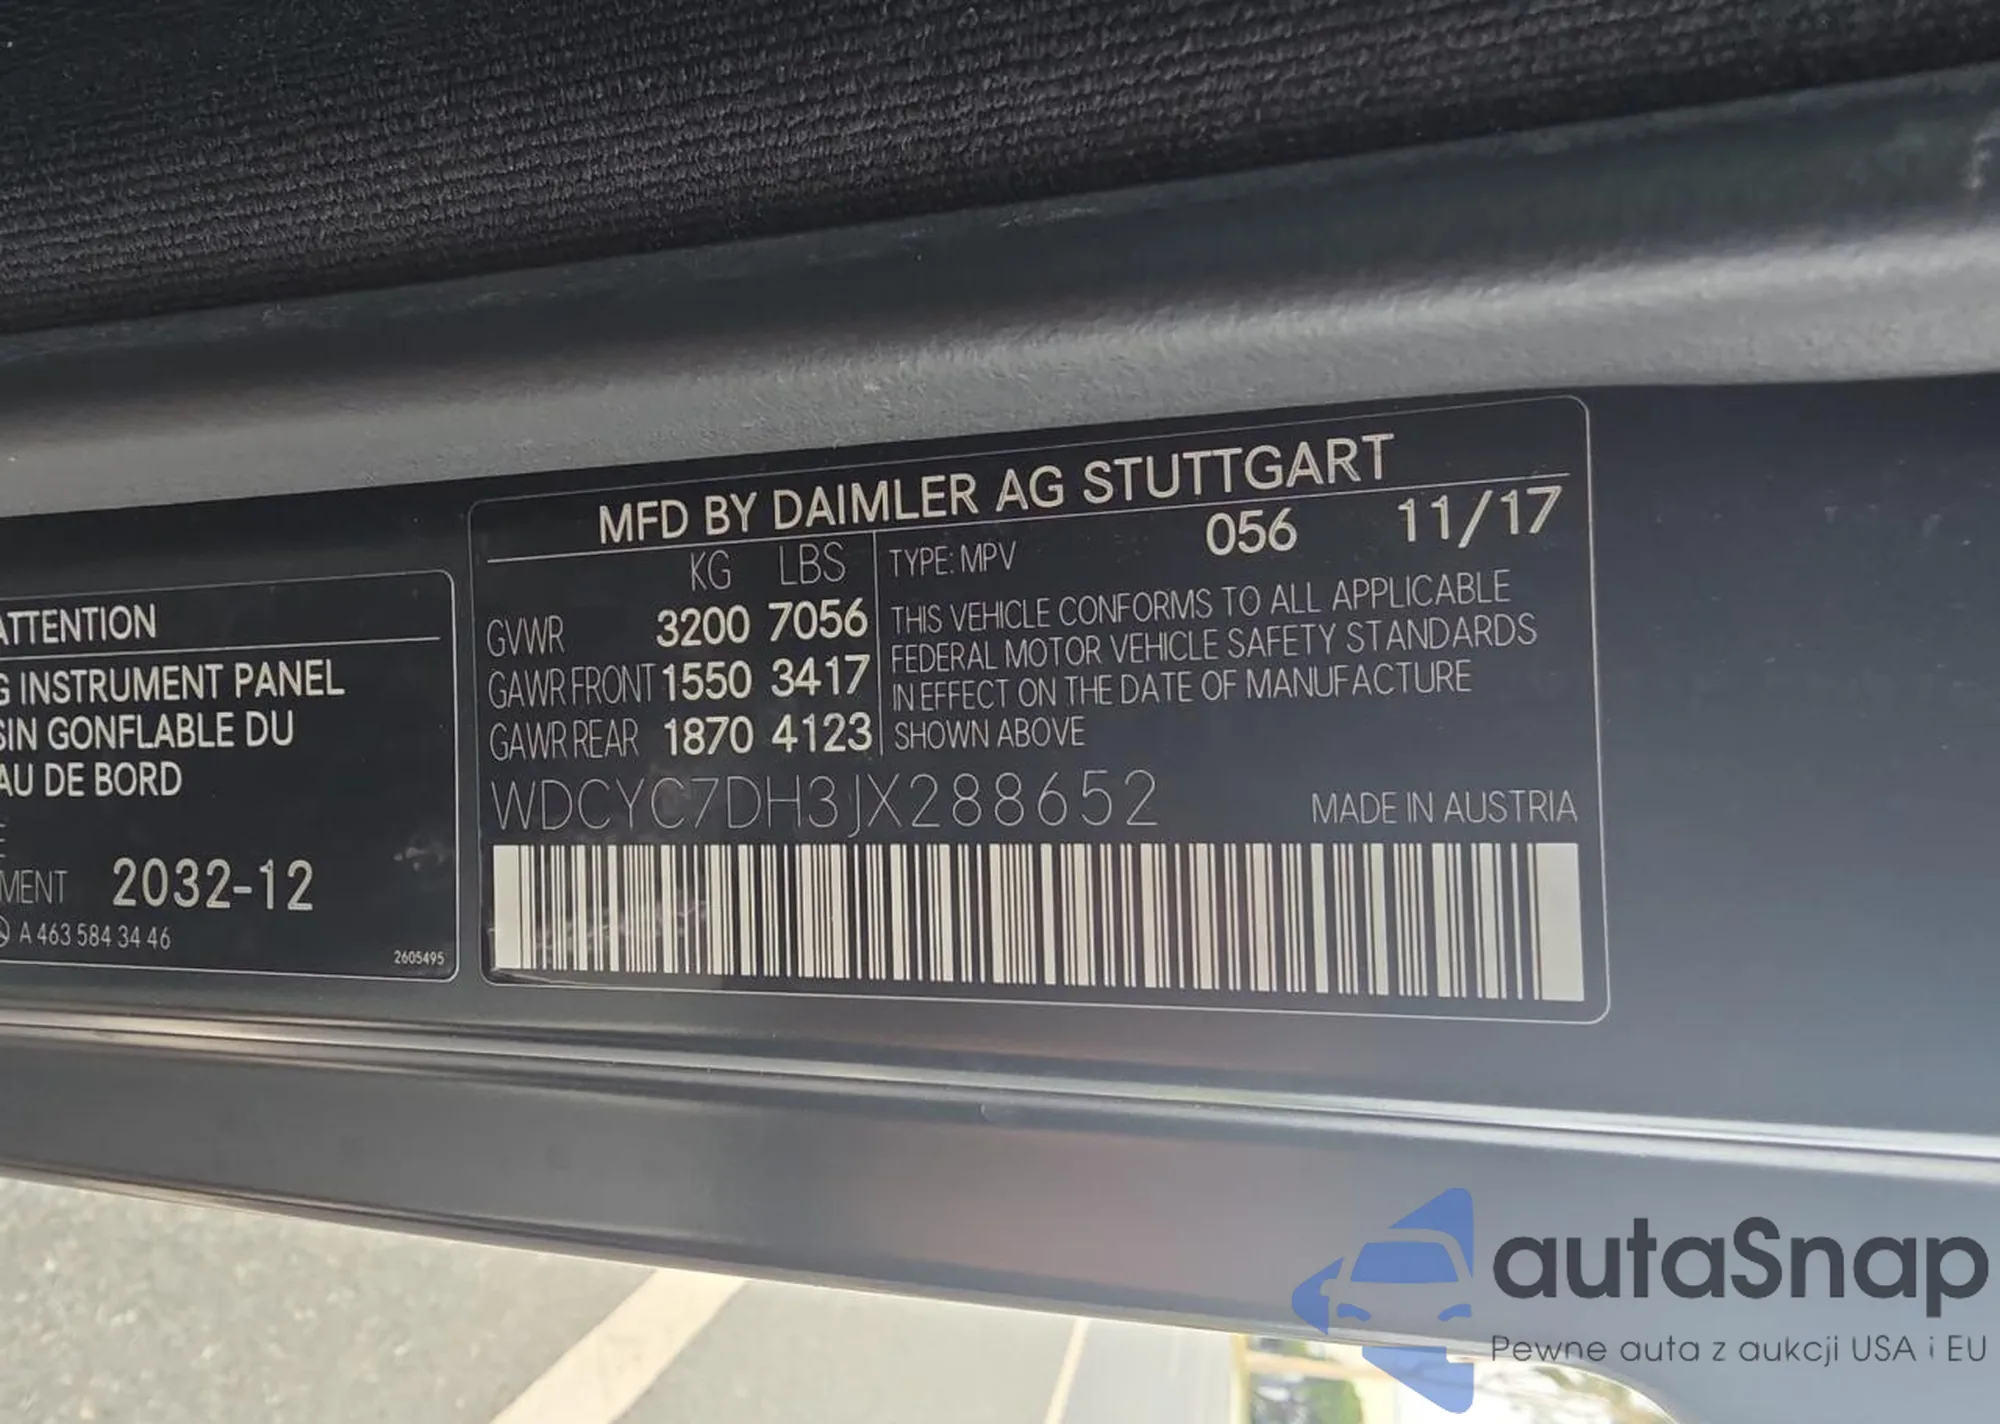 ATTENTION
G INSTRUMENT PANEL
SIN GONFLABLE DU
AU DE BORD
E
MENT 2032-12
A 463 584 34 46
2605495
MFD BY DAIMLER AG STUTTGART
KG LBS
GVWR 3200 7056
GAWR FRONT 1550 3417
GAWR REAR 1870 4123
TYPE: MPV 056 11/17
THIS VEHICLE CONFORMS TO ALL APPLICABLE
FEDERAL MOTOR VEHICLE SAFETY STANDARDS
IN EFFECT ON THE DATE OF MANUFACTURE
SHOWN ABOVE
WDCYC7DH3JX288652
MADE IN AUSTRIA
autaSnap
Pewne auta z aukcji USA i EU